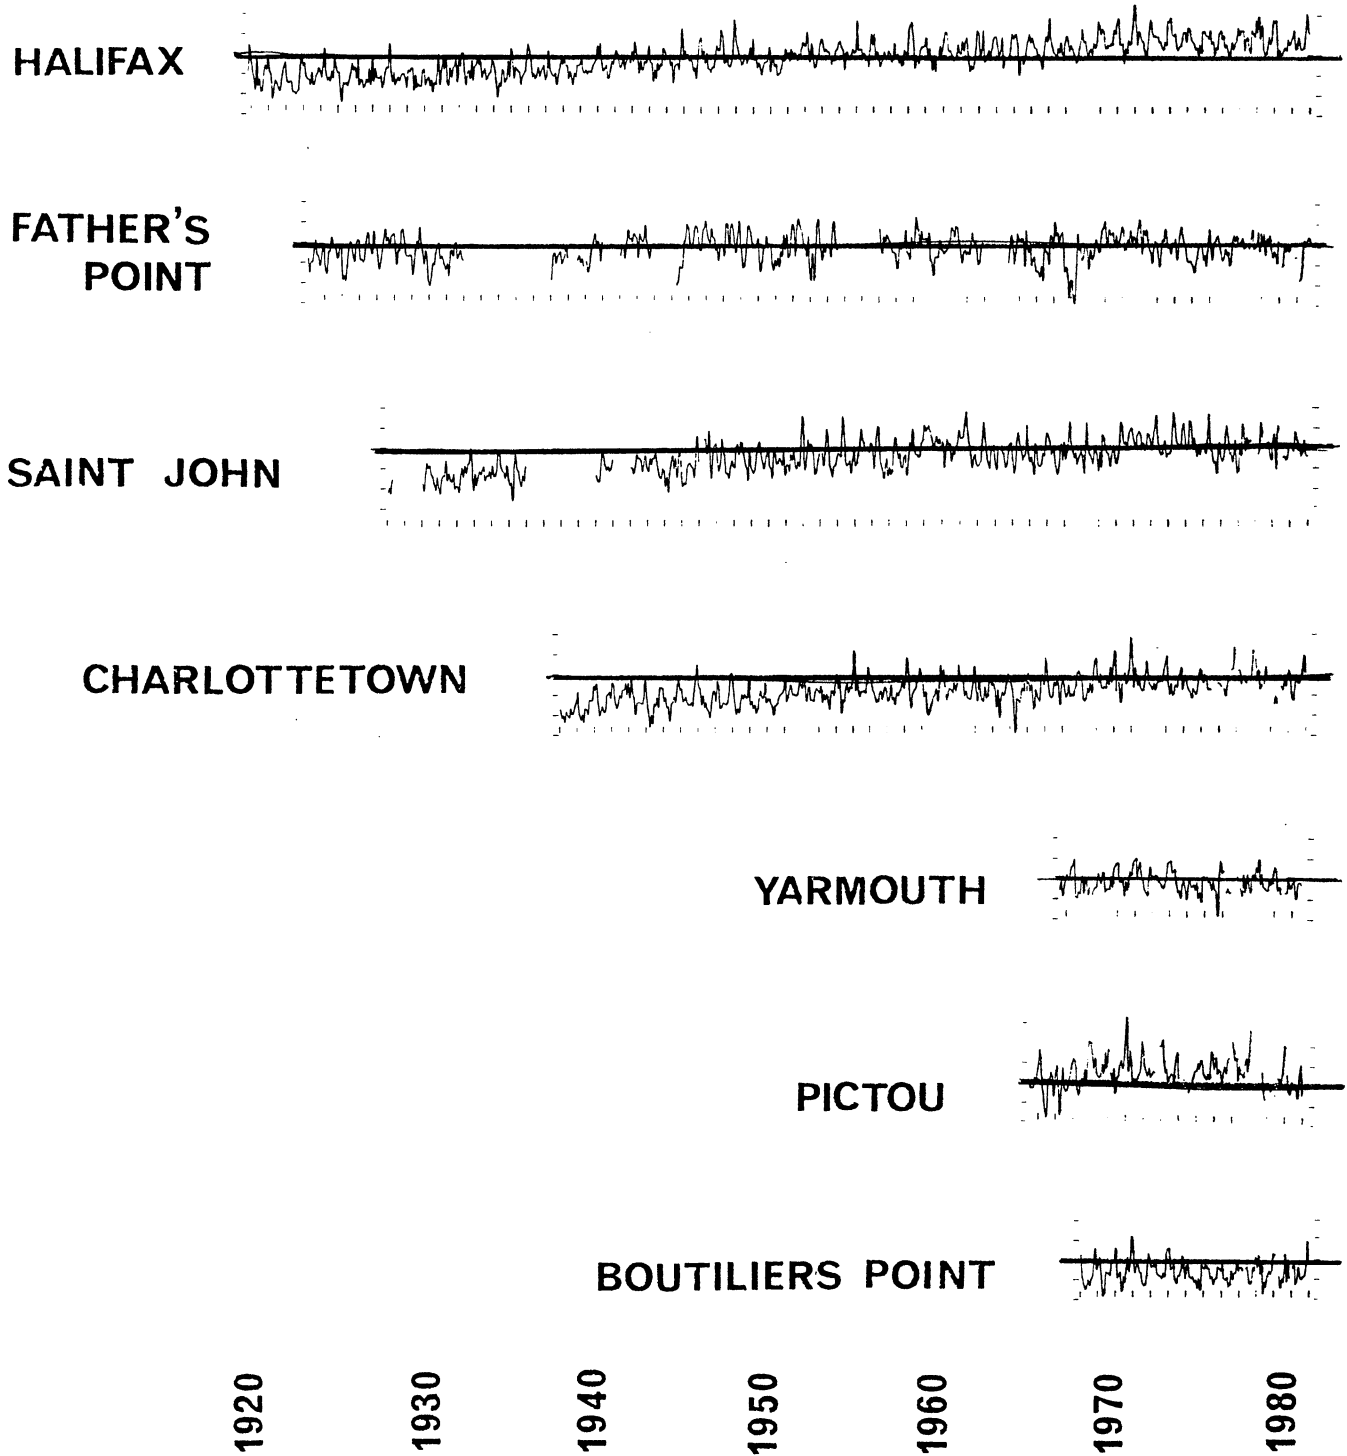 HALIFAX
FATHER'S
POINT
SAINT JOHN
CHARLOTTETOWN
YARMOUTH
PICTOU
BOUTILIERS POINT
1920
1930
1940
1950
1960
1970
1980